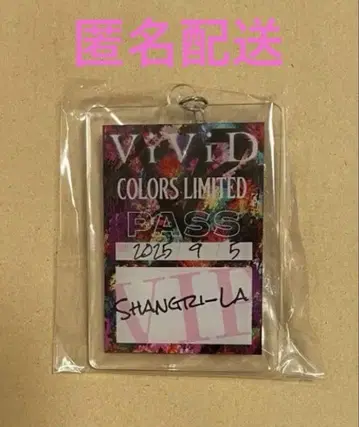 匿名配送
ViViD
COLORS LIMITED
PASS
2025 9 5
VII
SHANGRI-LA